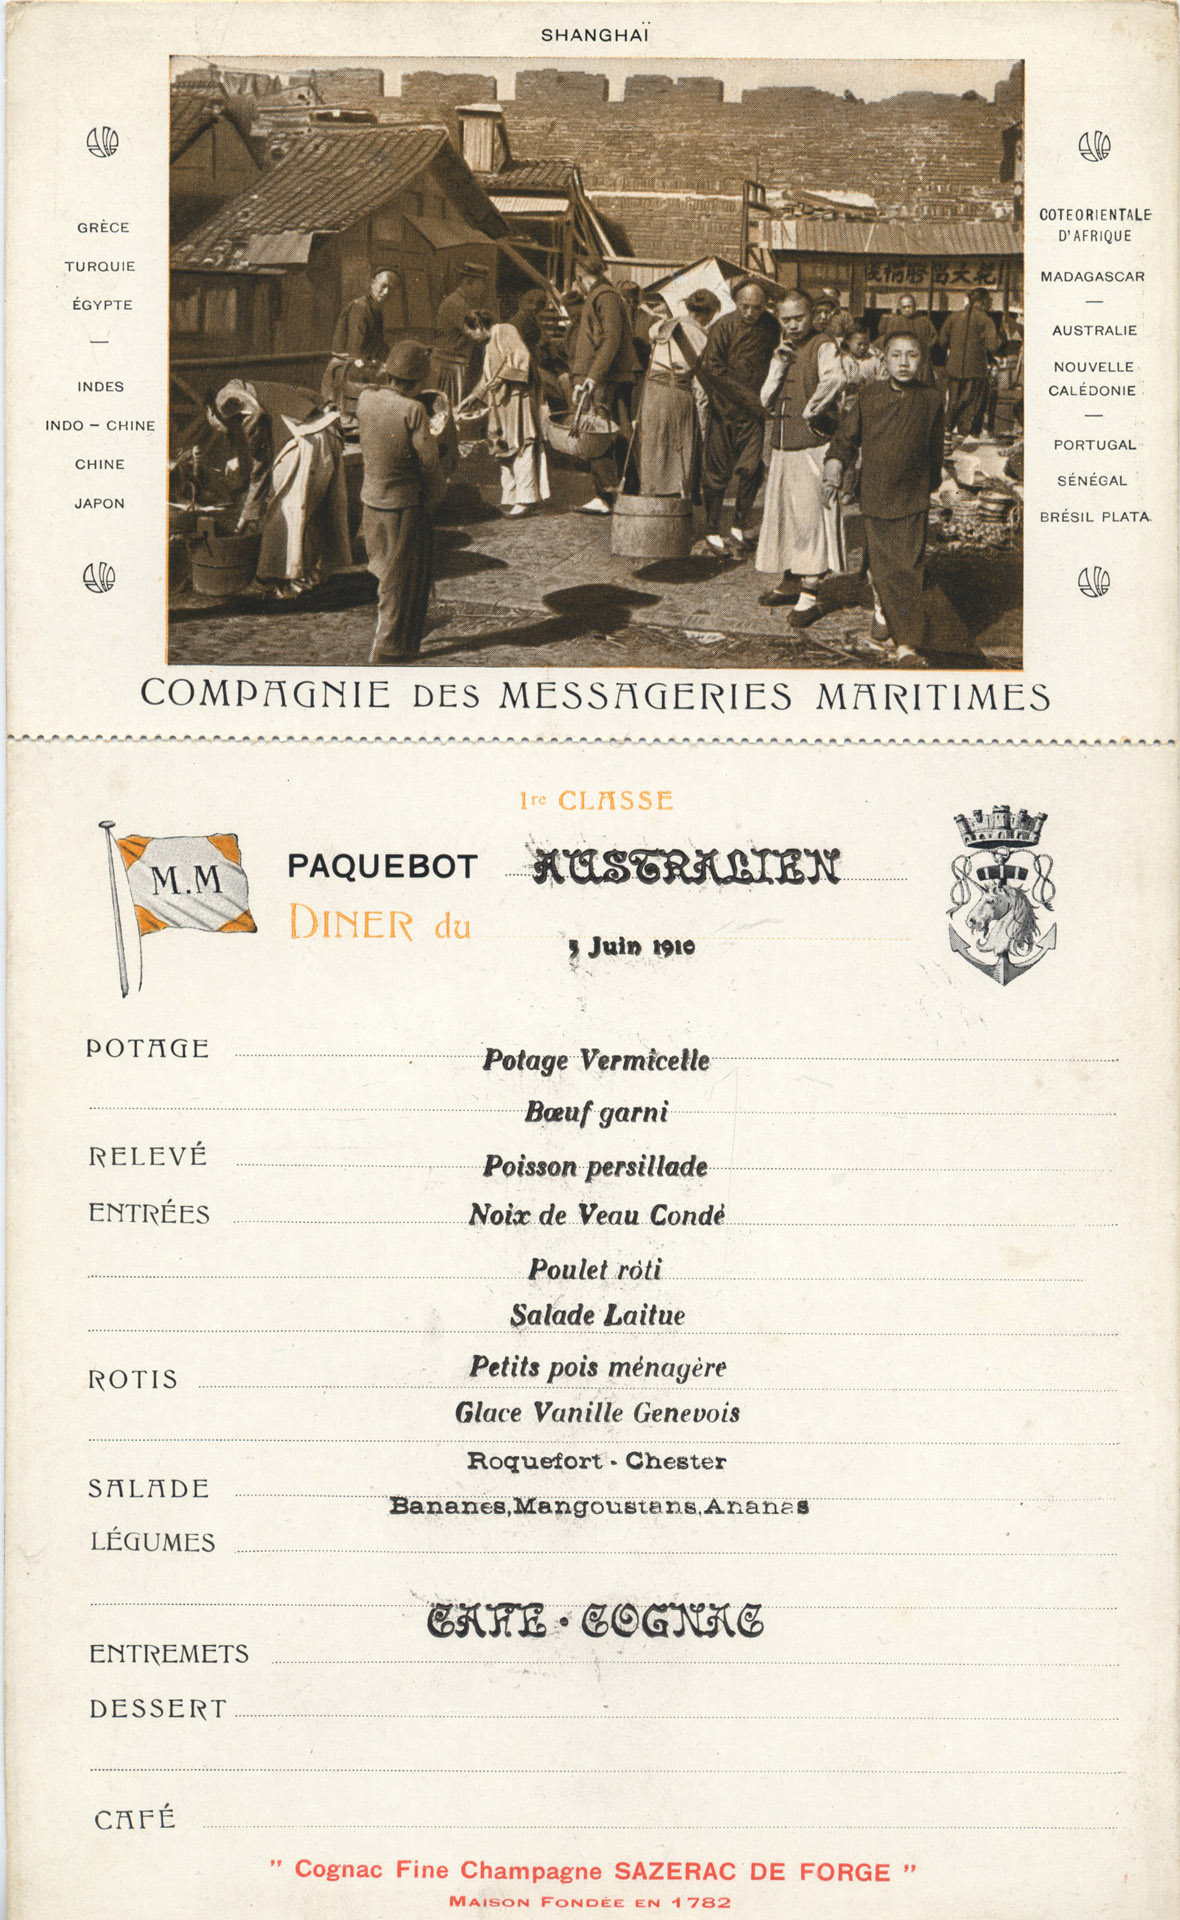 SHANGHAÏ
GRÈCE
TURQUIE
ÉGYPTE
INDES
INDO - CHINE
CHINE
JAPON
COTE ORIENTALE
D'AFRIQUE
MADAGASCAR
AUSTRALIE
NOUVELLE
CALÉDONIE
PORTUGAL
SÉNÉGAL
BRÉSIL PLATA
COMPAGNIE DES MESSAGERIES MARITIMES
1re CLASSE
M.M
PAQUEBOT AUSTRALIEN
DINER du
5 Juin 1910
POTAGE
Potage Vermicelle
Bœuf garni
RELEVÉ
Poisson persillade
ENTRÉES
Noix de Veau Condé
Poulet rôti
Salade Laitue
Petits pois ménagère
ROTIS
Glace Vanille Genevois
Roquefort - Chester
SALADE
Bananes, Mangoustans, Ananas
LÉGUMES
CAFE - COGNAC
ENTREMETS
DESSERT
CAFÉ
" Cognac Fine Champagne SAZERAC DE FORGE "
MAISON FONDÉE EN 1782